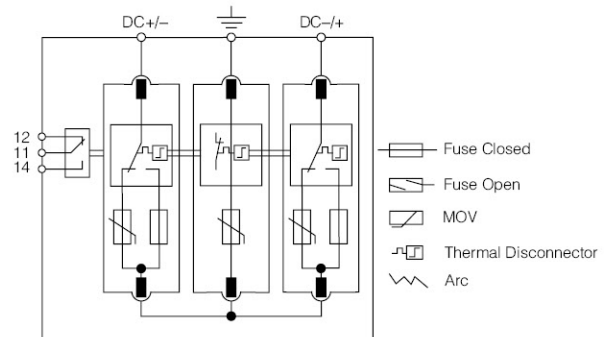 DC+/-
DC-/+
12
11
14
Fuse Closed
Fuse Open
MOV
Thermal Disconnector
Arc